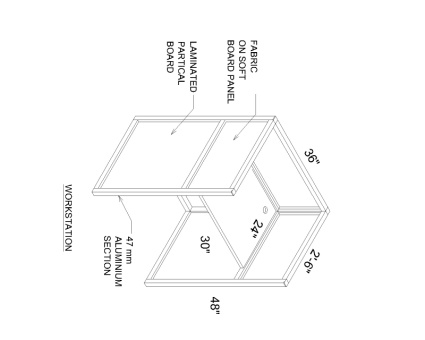 FABRIC
ON SOFT
BOARD PANEL
LAMINATED
PARTICAL
BOARD
36"
24"
2'-6"
30"
48"
47 mm
ALUMINIUM
SECTION
WORKSTATION